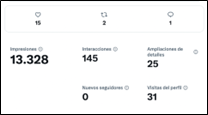 15 2 1
Impresiones Interacciones Ampliaciones de
detalles
13.328 145 25
Nuevos seguidores Visitas del perfil
0 31